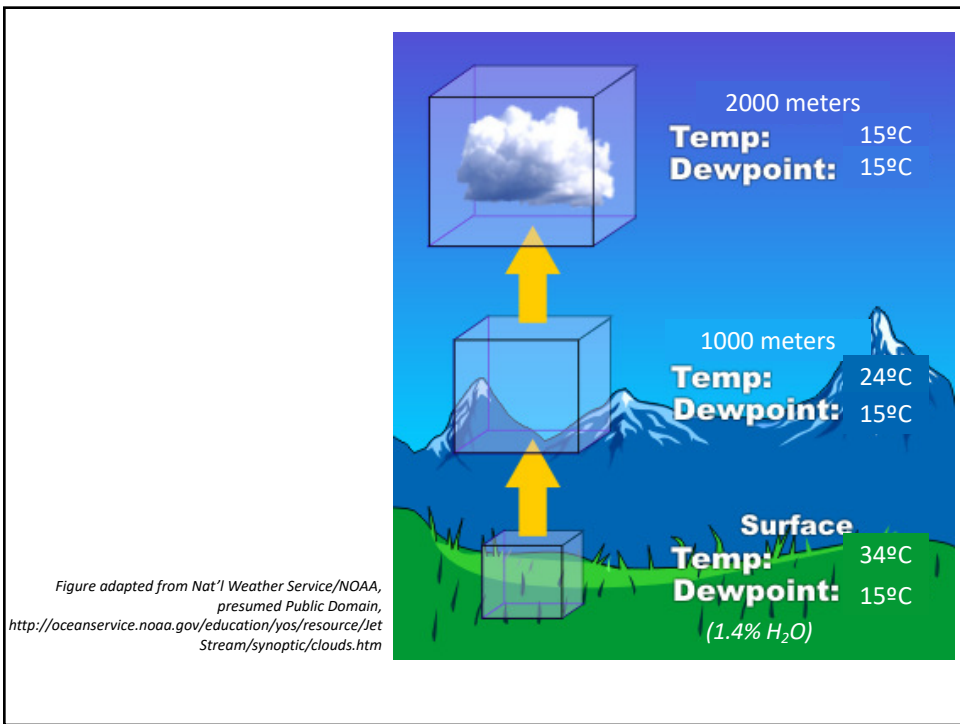 2000 meters
Temp: 15ºC
Dewpoint: 15ºC
1000 meters
Temp: 24ºC
Dewpoint: 15ºC
Surface
Temp: 34ºC
Dewpoint: 15ºC
(1.4% H₂O)
Figure adapted from Nat’l Weather Service/NOAA,
presumed Public Domain,
http://oceanservice.noaa.gov/education/yos/resource/Jet
Stream/synoptic/clouds.htm